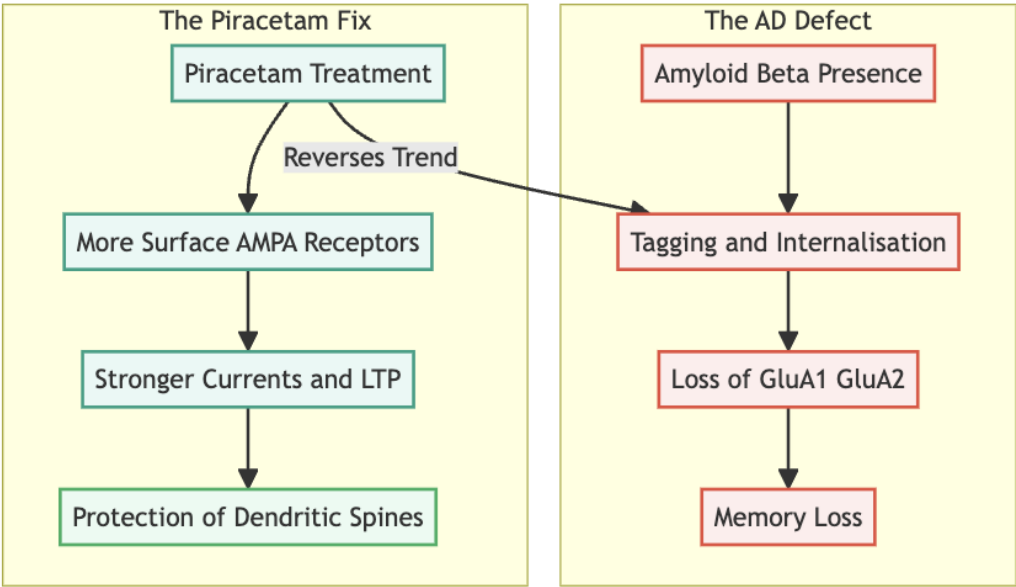 The Piracetam Fix
Piracetam Treatment
Reverses Trend
More Surface AMPA Receptors
Stronger Currents and LTP
Protection of Dendritic Spines
The AD Defect
Amyloid Beta Presence
Tagging and Internalisation
Loss of GluA1 GluA2
Memory Loss